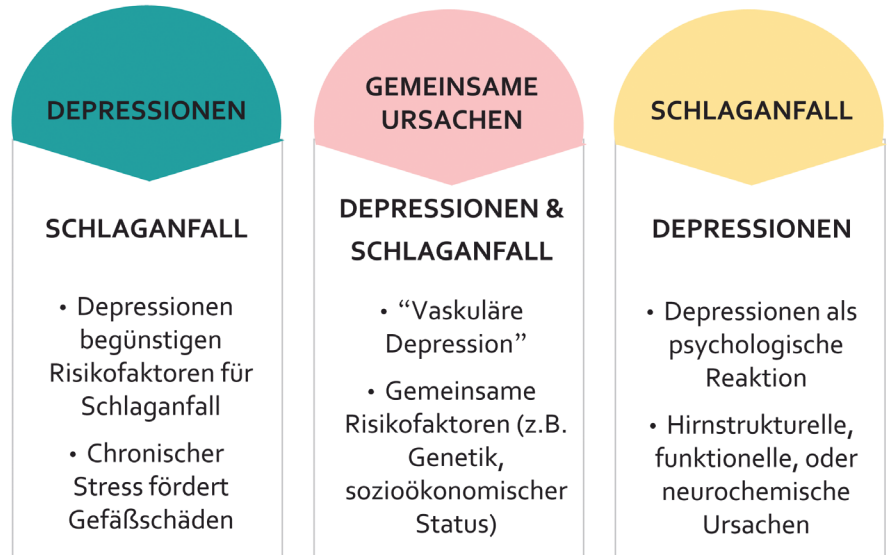 DEPRESSIONEN
SCHLAGANFALL
• Depressionen
begünstigen
Risikofaktoren für
Schlaganfall
• Chronischer
Stress fördert
Gefäßschäden
GEMEINSAME
URSACHEN
DEPRESSIONEN &
SCHLAGANFALL
• “Vaskuläre
Depression”
• Gemeinsame
Risikofaktoren (z.B.
Genetik,
sozioökonomischer
Status)
SCHLAGANFALL
DEPRESSIONEN
• Depressionen als
psychologische
Reaktion
• Hirnstrukturelle,
funktionelle, oder
neurochemische
Ursachen